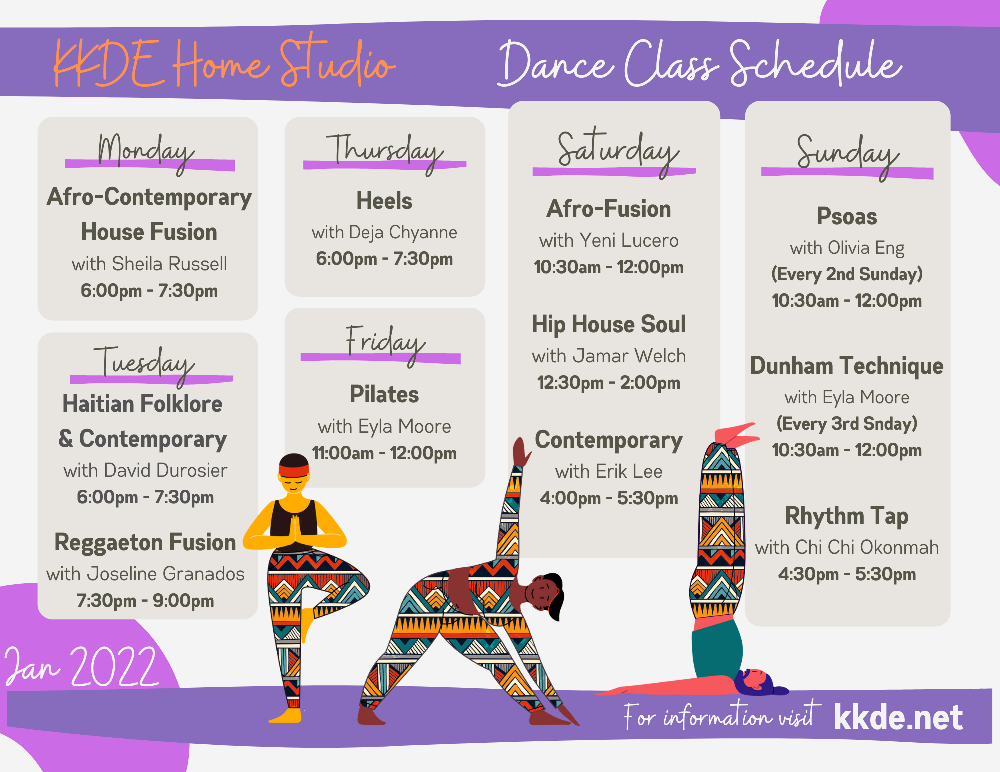 KKDE Home Studio
Dance Class Schedule
Monday
Afro-Contemporary
House Fusion
with Sheila Russell
6:00pm - 7:30pm
Tuesday
Haitian Folklore
& Contemporary
with David Durosier
6:00pm - 7:30pm
Reggaeton Fusion
with Joseline Granados
7:30pm - 9:00pm
Thursday
Heels
with Deja Chyanne
6:00pm - 7:30pm
Friday
Pilates
with Eyla Moore
11:00am - 12:00pm
Saturday
Afro-Fusion
with Yeni Lucero
10:30am - 12:00pm
Hip House Soul
with Jamar Welch
12:30pm - 2:00pm
Contemporary
with Erik Lee
4:00pm - 5:30pm
Sunday
Psoas
with Olivia Eng
(Every 2nd Sunday)
10:30am - 12:00pm
Dunham Technique
with Eyla Moore
(Every 3rd Snday)
10:30am - 12:00pm
Rhythm Tap
with Chi Chi Okonmah
4:30pm - 5:30pm
Jan 2022
For information visit kkde.net